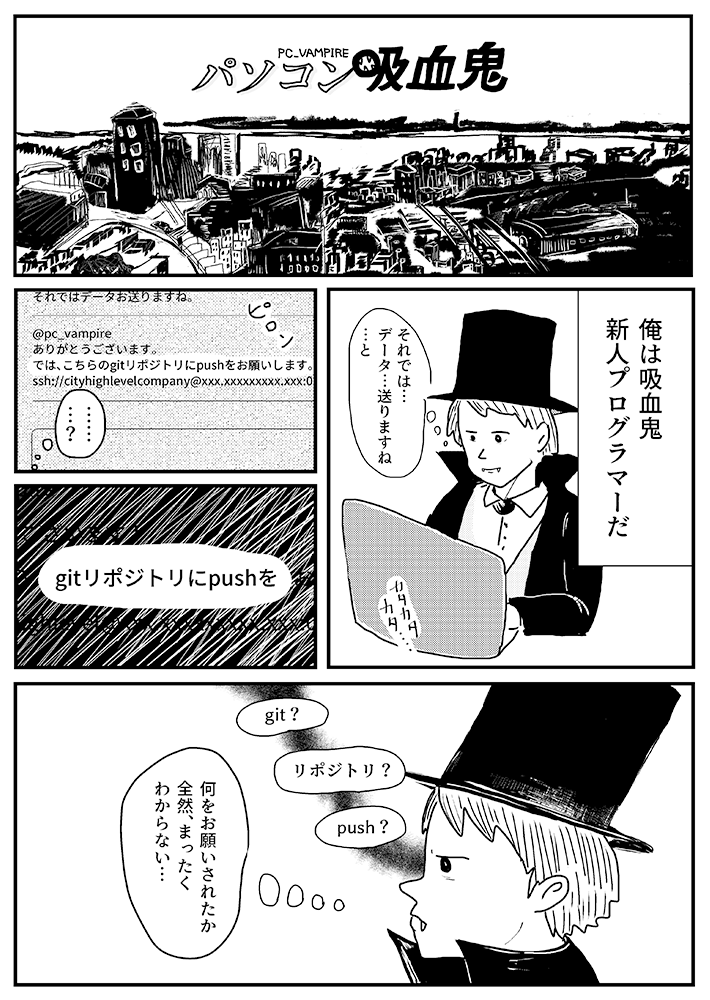 PC_VAMPIRE
パソコン吸血鬼
俺は吸血鬼
新人プログラマーだ
それでは…
データ…送りますね
…と
カタカタ
カタ…
それではデータお送りますね。
ピロン
@pc_vampire
ありがとうございます。
では、こちらのgitリポジトリにpushをお願いします。
ssh://cityhighlevelcompany@xxx.xxxxxxxxx.xxx:0
……
…？
gitリポジトリにpushを
git？
リポジトリ？
push？
何をお願いされたか
全然、まったく
わからない…